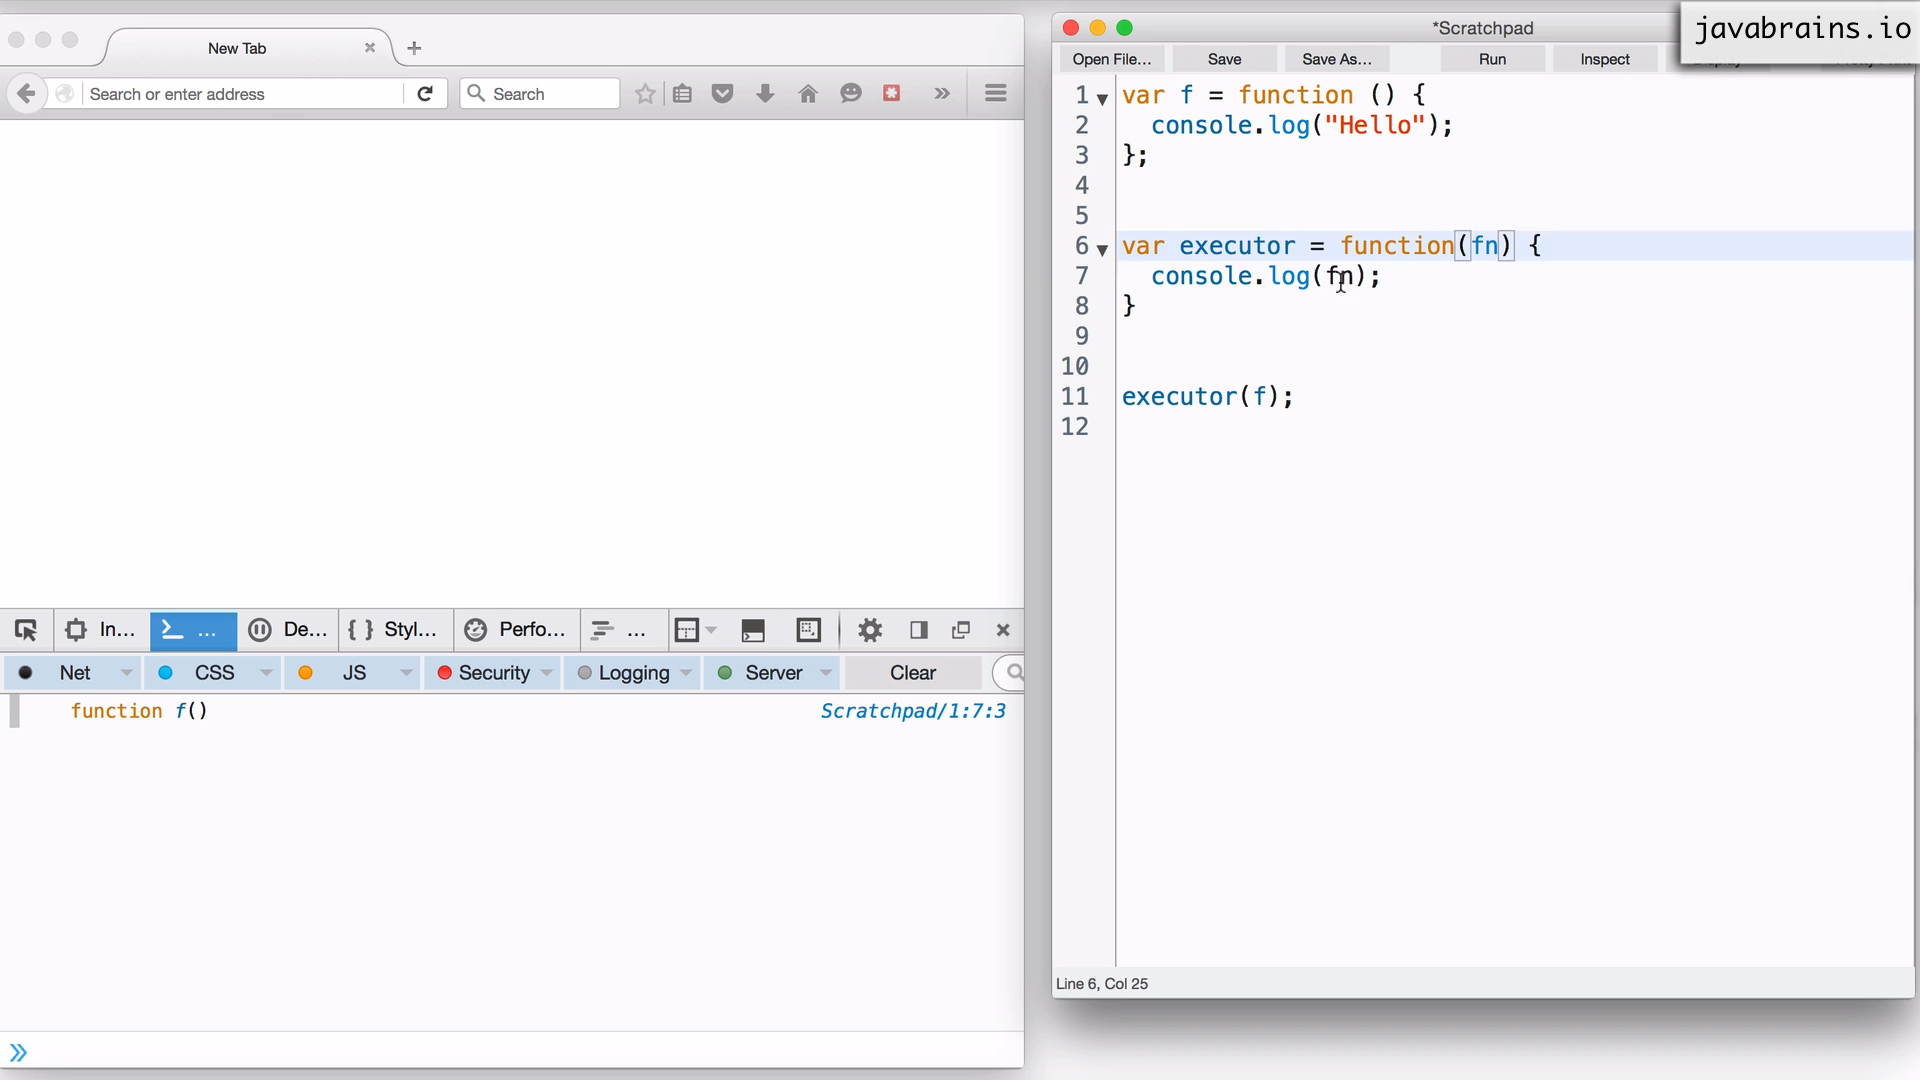 New Tab
Search or enter address
Search
In...
...
De...
Styl...
Perfo...
...
Net
CSS
JS
Security
Logging
Server
Clear
function f()
Scratchpad/1:7:3
»
*Scratchpad
javabrains.io
Open File...
Save
Save As...
Run
Inspect
1 var f = function () {
2 console.log("Hello");
3 };
4
5
6 var executor = function(fn) {
7 console.log(fn);
8 }
9
10
11 executor(f);
12
Line 6, Col 25